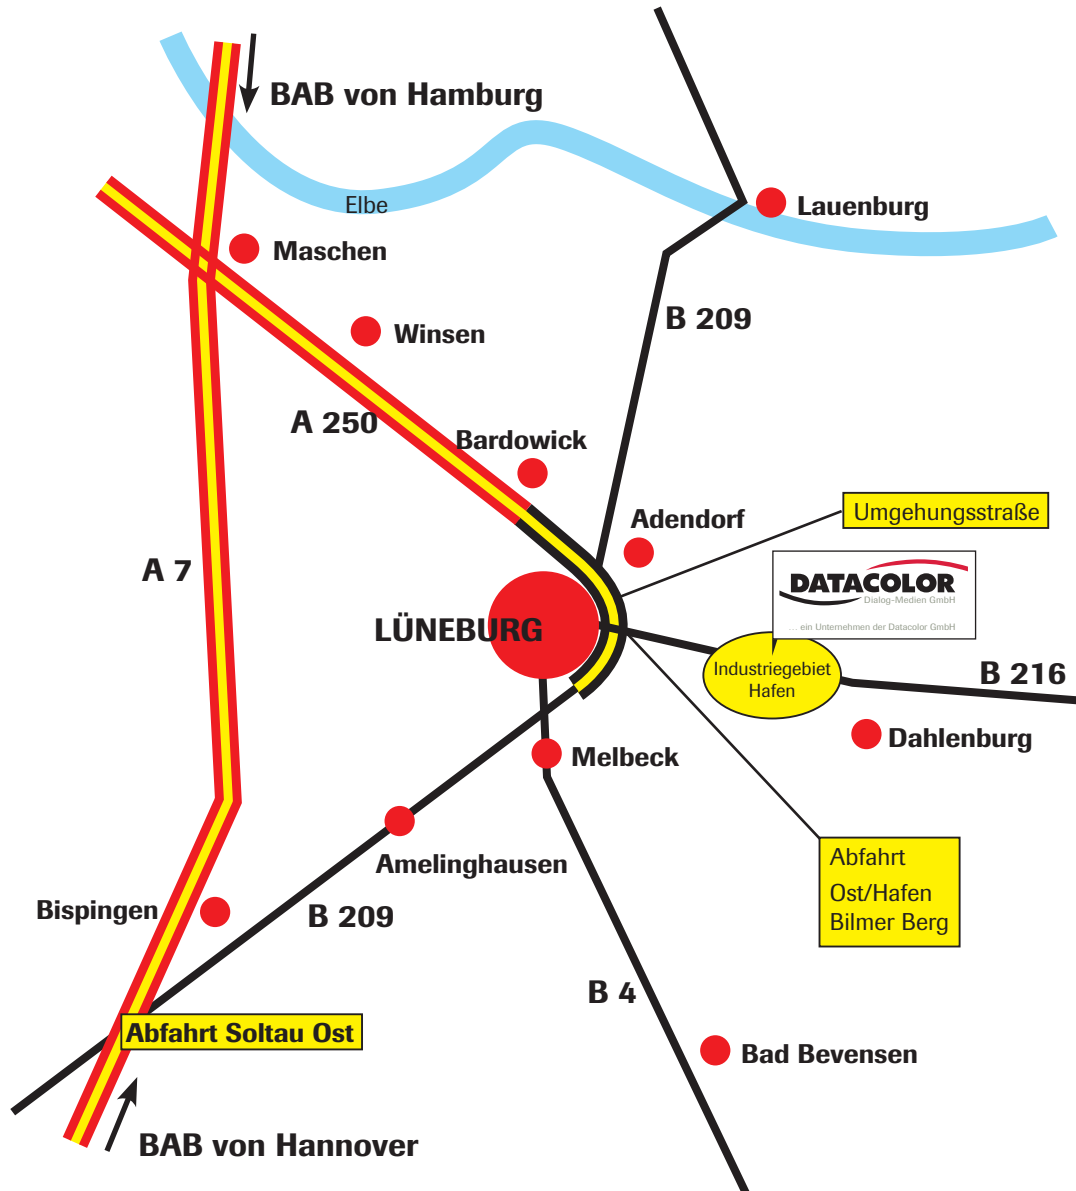 BAB von Hamburg
Elbe
Lauenburg
Maschen
B 209
Winsen
A 250
Bardowick
Umgehungsstraße
Adendorf
A 7
DATACOLOR
Dialog-Medien GmbH
... ein Unternehmen der Datacolor GmbH
LÜNEBURG
Industriegebiet
Hafen
B 216
Dahlenburg
Melbeck
Abfahrt
Ost/Hafen
Bilmer Berg
Amelinghausen
Bispingen
B 209
B 4
Abfahrt Soltau Ost
Bad Bevensen
BAB von Hannover